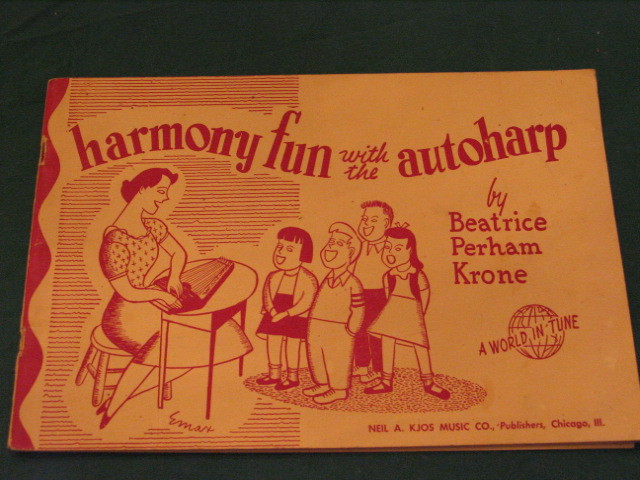 harmony fun with the autoharp
by
Beatrice
Perham
Krone
A WORLD IN TUNE
Emax
NEIL A. KJOS MUSIC CO., Publishers, Chicago, Ill.